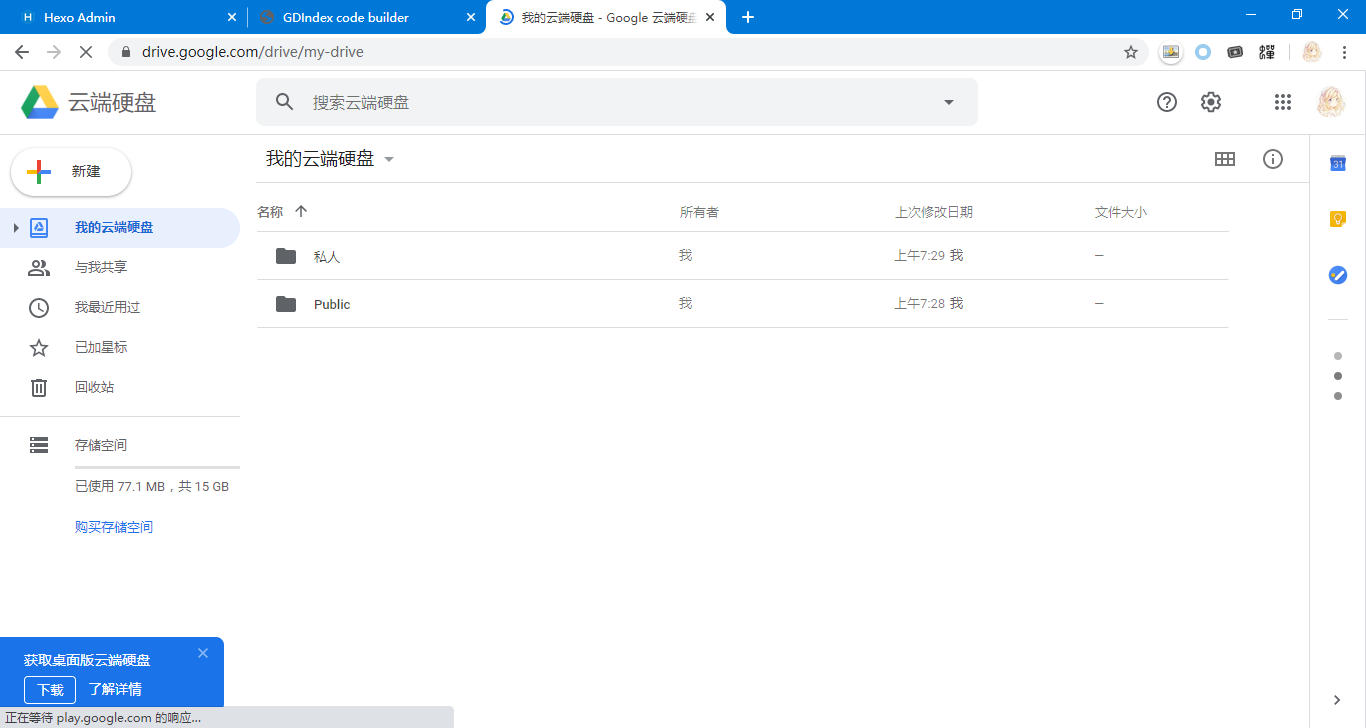 Hexo Admin
GDIndex code builder
我的云端硬盘 - Google 云端硬盘
drive.google.com/drive/my-drive
云端硬盘
搜索云端硬盘
新建
我的云端硬盘
与我共享
我最近用过
已加星标
回收站
存储空间
已使用 77.1 MB，共 15 GB
购买存储空间
我的云端硬盘
名称 所有者 上次修改日期 文件大小
私人 我 上午7:29 我 —
Public 我 上午7:28 我 —
31
获取桌面版云端硬盘
下载 了解详情
正在等待 play.google.com 的响应...